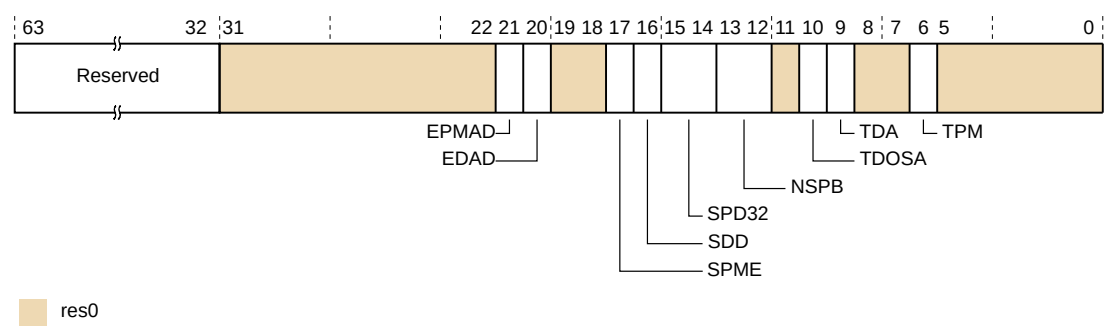 63 32 31 22 21 20 19 18 17 16 15 14 13 12 11 10 9 8 7 6 5 0
Reserved
EPMAD TDA TPM
EDAD TDOSA
NSPB
SPD32
SDD
SPME
res0